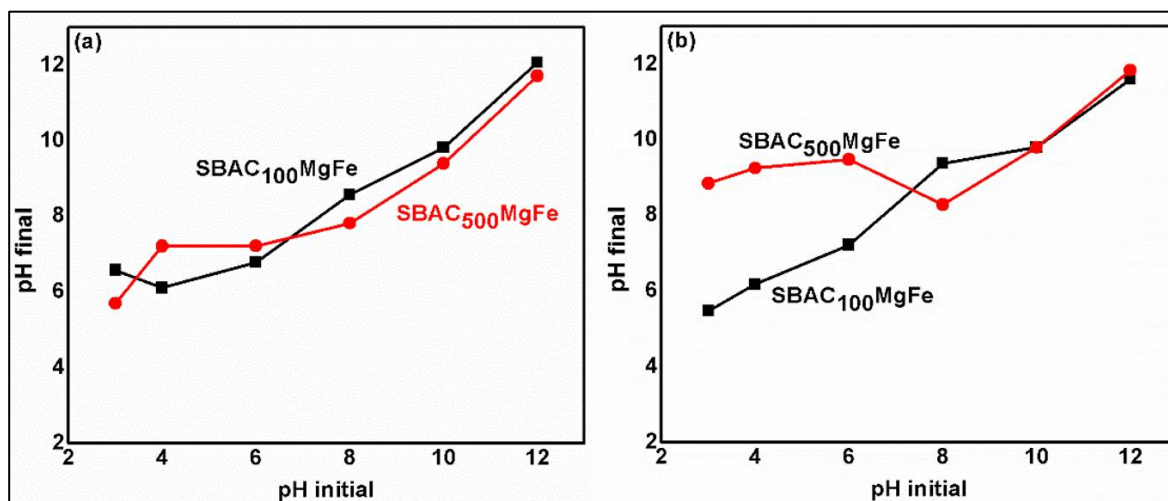 (a)
12
10
8
6
4
2
SBAC100MgFe
SBAC500MgFe
pH final
2 4 6 8 10 12
pH initial
(b)
12
10
8
6
4
2
SBAC500MgFe
SBAC100MgFe
pH final
2 4 6 8 10 12
pH initial